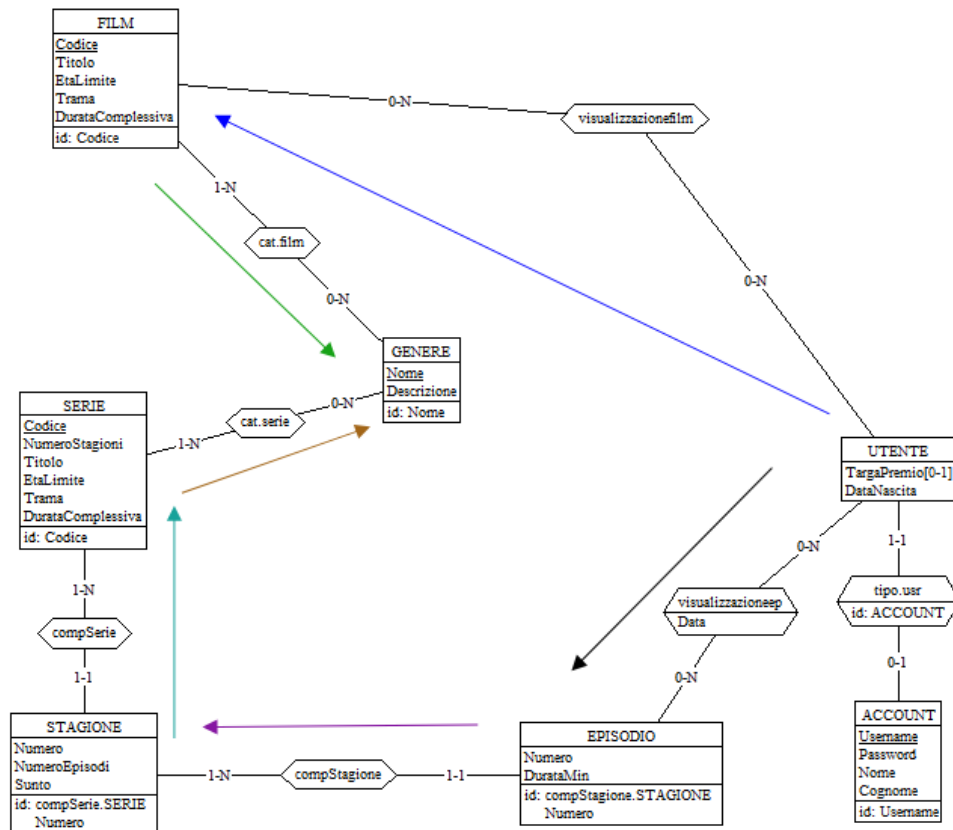 FILM
Codice
Titolo
EtaLimite
Trama
DurataComplessiva
id: Codice
0-N
visualizzazionefilm
0-N
1-N
cat.film
0-N
GENERE
Nome
Descrizione
id: Nome
SERIE
Codice
NumeroStagioni
Titolo
EtaLimite
Trama
DurataComplessiva
id: Codice
1-N
cat.serie
0-N
UTENTE
TargaPremio[0-1]
DataNascita
0-N
1-1
visualizzazioneep
Data
tipo.usr
id: ACCOUNT
0-N
0-1
1-N
compSerie
1-1
STAGIONE
Numero
NumeroEpisodi
Sunto
id: compSerie.SERIE
Numero
1-N
compStagione
1-1
EPISODIO
Numero
DurataMin
id: compStagione.STAGIONE
Numero
ACCOUNT
Username
Password
Nome
Cognome
id: Username